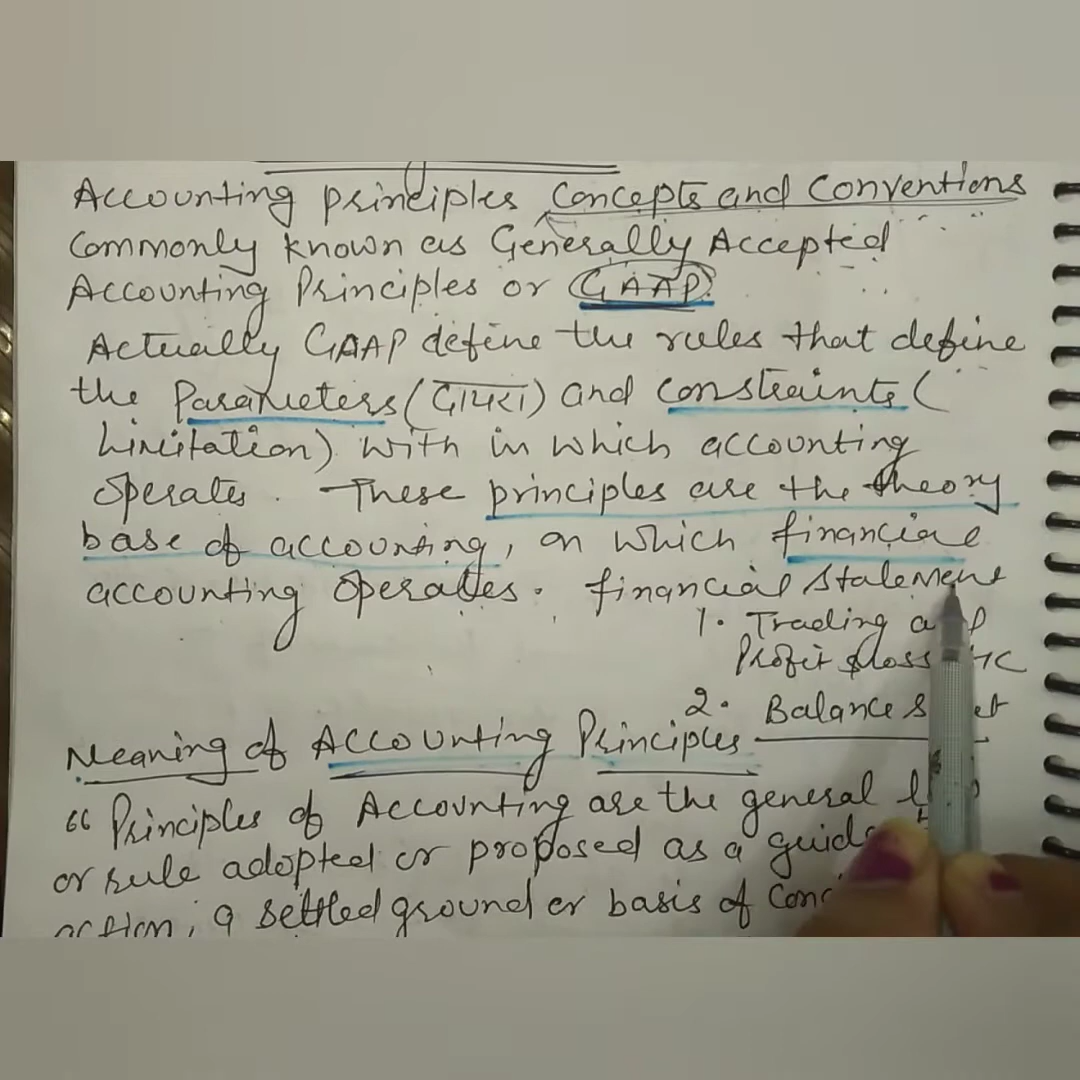 Accounting principles Concepts and Conventions
Commonly known as Generally Accepted
Accounting Principles or GAAP.
Actually GAAP define the rules that define
the Parameters (दायरा) and constraints (
Limitation) with in which accounting
operates. These principles are the theory
base of accounting, on which financial
accounting operates. financial statement
1. Trading
Profit & loss
2. Balance
Meaning of Accounting Principles
"Principles of Accounting are the general
or rule adopted or proposed as a guide
action, a settled ground or basis of